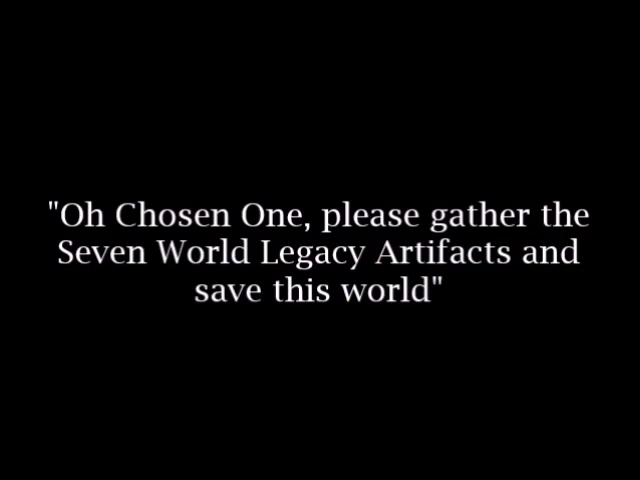 "Oh Chosen One, please gather the
Seven World Legacy Artifacts and
save this world"